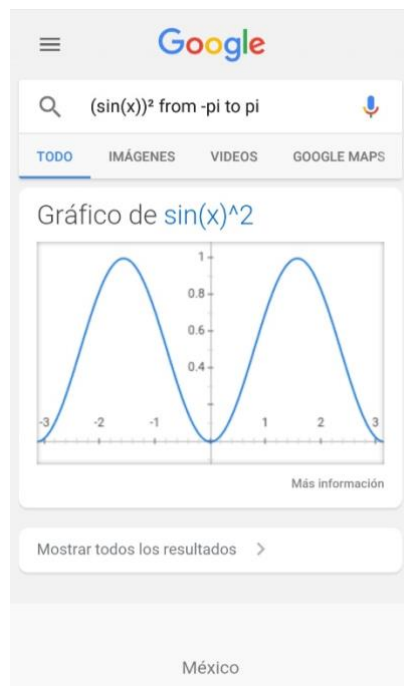 Google
(sin(x))² from -pi to pi
TODO IMÁGENES VIDEOS GOOGLE MAPS
Gráfico de sin(x)^2
1
0.8
0.6
0.4
-3 -2 -1 1 2 3
Más información
Mostrar todos los resultados
México